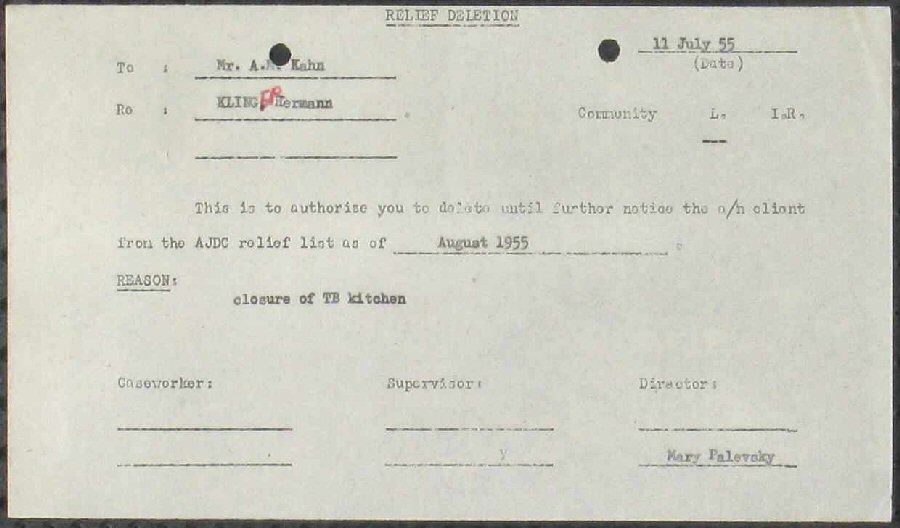 RELIEF DELETION
11 July 55
(Date)
To : Mr. A. Kahn
Re : KLINGER Hermann
Community L. I.R.
This is to authorize you to delete until further notice the a/n client
from the AJDC relief list as of August 1955.
REASON:
closure of TB kitchen
Caseworker: Supervisor: Director:
Mary Palevsky